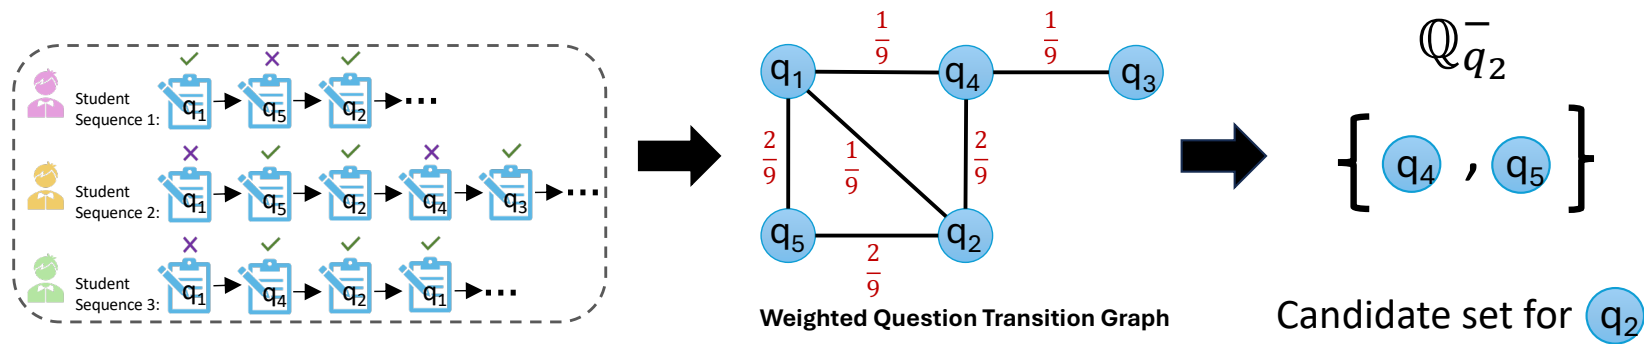 Student
Sequence 1:
q1 q5 q2 ...
Student
Sequence 2:
q1 q5 q2 q4 q3 ...
Student
Sequence 3:
q1 q4 q2 q1 ...
1/9 1/9
q1 q4 q3
2/9 1/9 2/9
q5 q2
2/9
Weighted Question Transition Graph
ℚ⁻q2
{ q4 , q5 }
Candidate set for q2